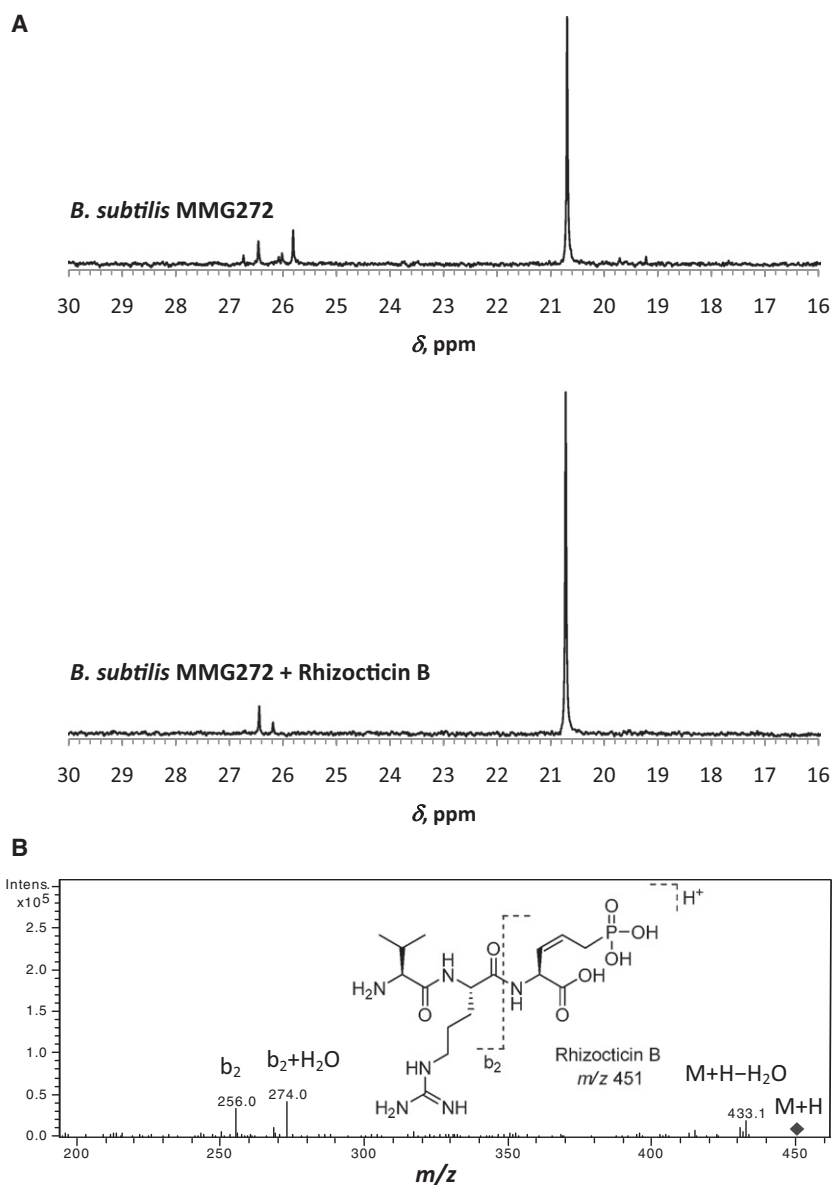 A
B. subtilis MMG272
30 29 28 27 26 25 24 23 22 21 20 19 18 17 16
δ, ppm
B. subtilis MMG272 + Rhizocticin B
30 29 28 27 26 25 24 23 22 21 20 19 18 17 16
δ, ppm
B
Intens.
x10⁵
2.5
2.0
1.5
1.0
0.5
0.0
H⁺
O
P OH
OH
H
N
O
OH
H₂N
O
N
H
O
HN
H₂N NH
b₂
Rhizocticin B
m/z 451
b₂
256.0
b₂+H₂O
274.0
M+H−H₂O
433.1
M+H
200 250 300 350 400 450
m/z